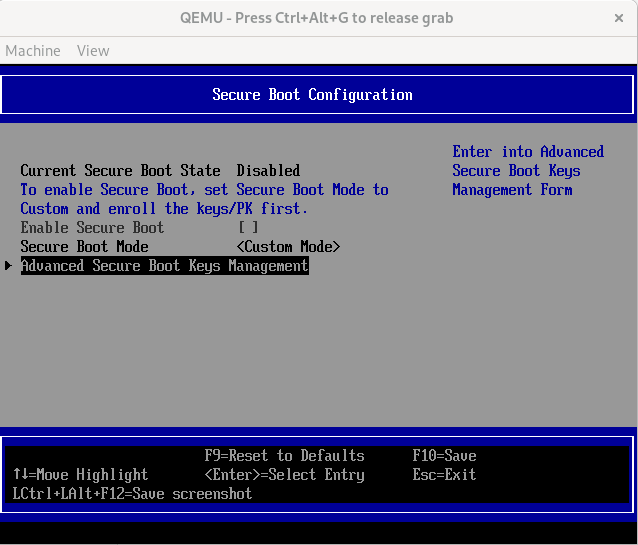 QEMU - Press Ctrl+Alt+G to release grab ×
Machine View
Secure Boot Configuration
Current Secure Boot State Disabled
To enable Secure Boot, set Secure Boot Mode to
Custom and enroll the keys/PK first.
Enable Secure Boot [ ]
Secure Boot Mode <Custom Mode>
Advanced Secure Boot Keys Management
Enter into Advanced
Secure Boot Keys
Management Form
F9=Reset to Defaults F10=Save
↑↓=Move Highlight <Enter>=Select Entry Esc=Exit
LCtrl+LAlt+F12=Save screenshot